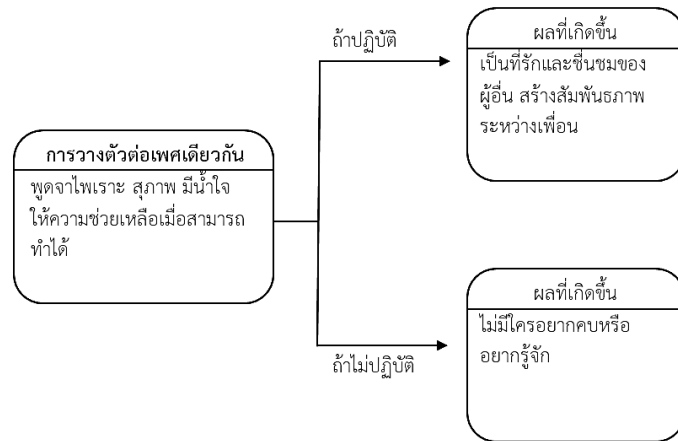 การวางตัวต่อเพศเดียวกัน
พูดจาไพเราะ สุภาพ มีน้ำใจ
ให้ความช่วยเหลือเมื่อสามารถ
ทำได้
ถ้าปฏิบัติ
ผลที่เกิดขึ้น
เป็นที่รักและชื่นชมของ
ผู้อื่น สร้างสัมพันธภาพ
ระหว่างเพื่อน
ถ้าไม่ปฏิบัติ
ผลที่เกิดขึ้น
ไม่มีใครอยากคบหรือ
อยากรู้จัก